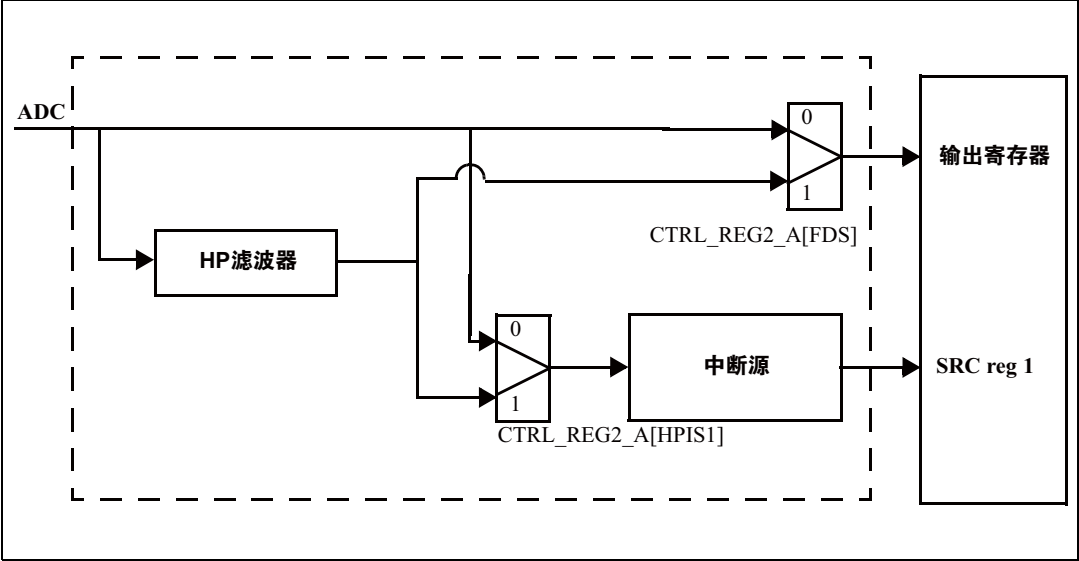 ADC
0
输出寄存器
1
CTRL_REG2_A[FDS]
HP滤波器
0
中断源
SRC reg 1
1
CTRL_REG2_A[HPIS1]